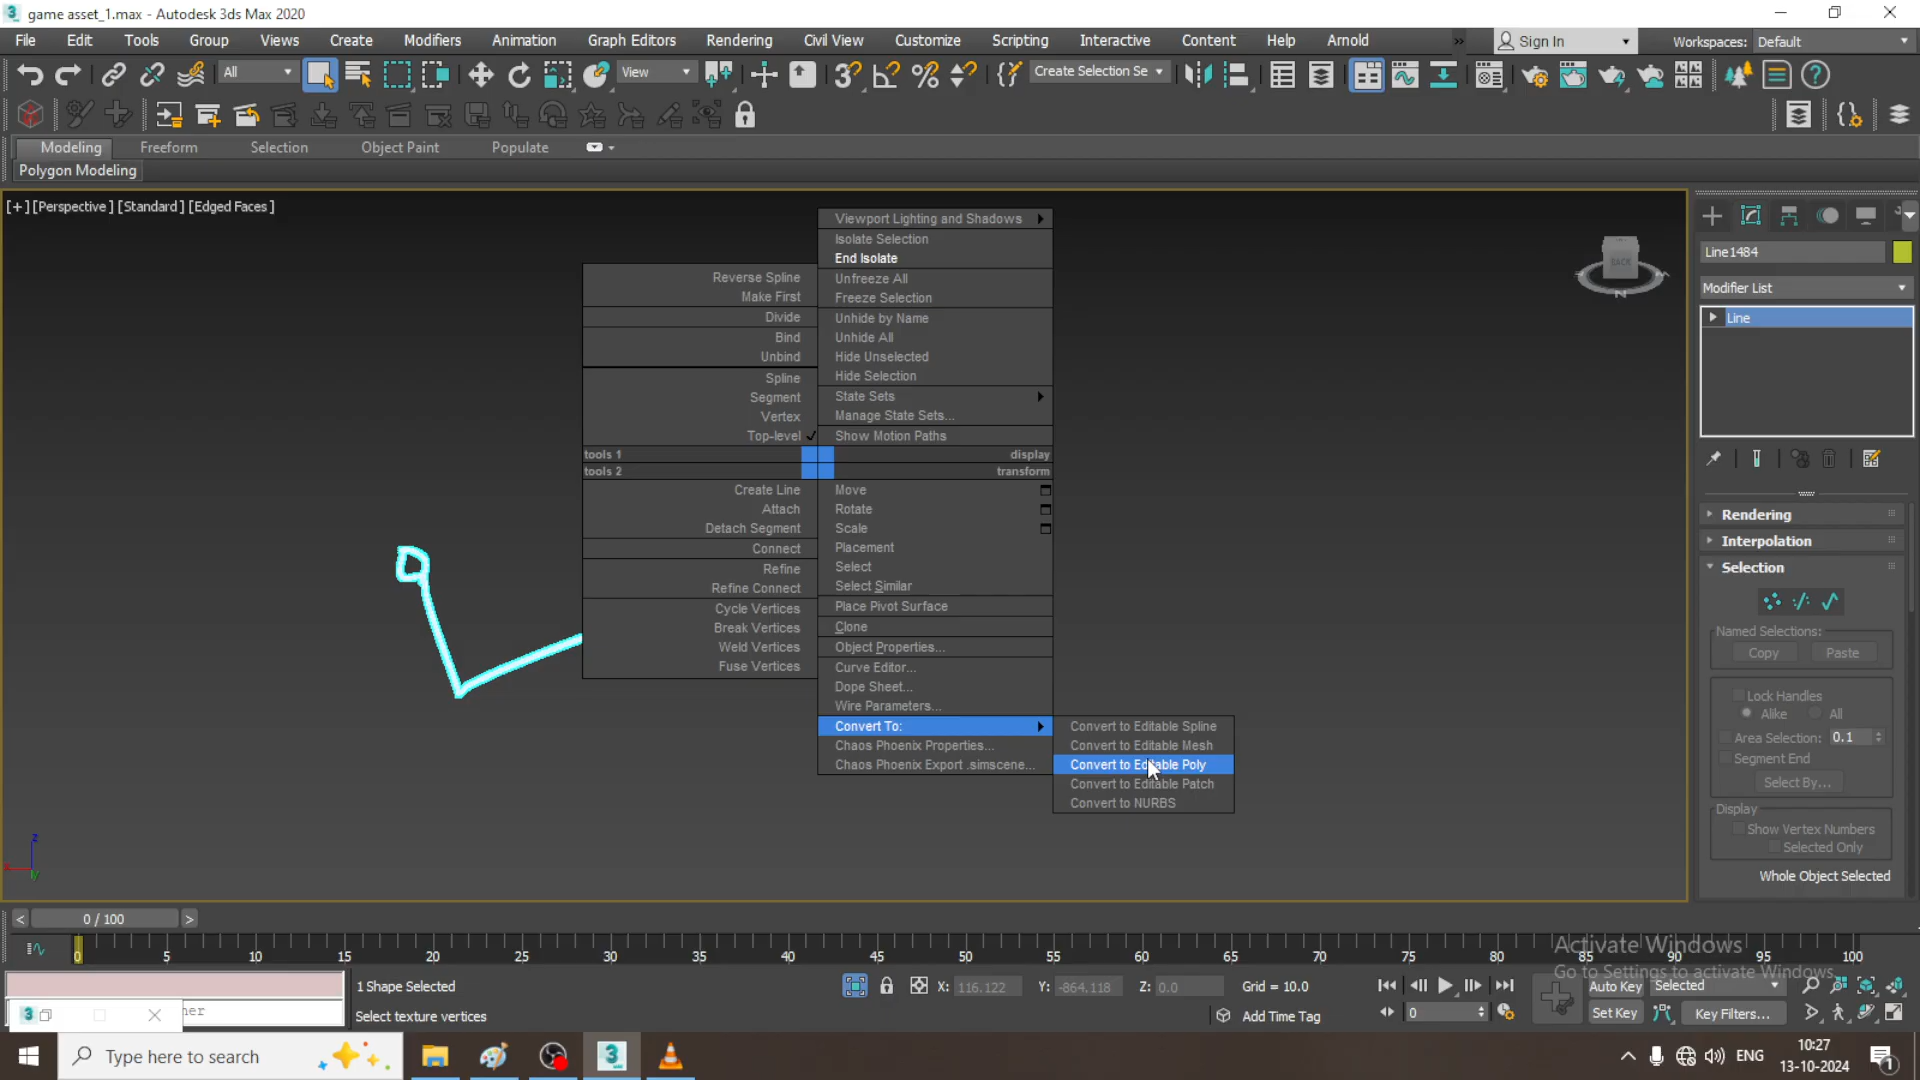 game asset_1.max - Autodesk 3ds Max 2020
File Edit Tools Group Views Create Modifiers Animation Graph Editors Rendering Civil View Customize Scripting Interactive Content Help Arnold Sign In Workspaces: Default
All View Create Selection Se
Modeling Freeform Selection Object Paint Populate
Polygon Modeling
[+] [Perspective] [Standard] [Edged Faces]
Viewport Lighting and Shadows
Isolate Selection
End Isolate
Unfreeze All
Freeze Selection
Unhide by Name
Unhide All
Hide Unselected
Hide Selection
State Sets
Manage State Sets...
Show Motion Paths
Reverse Spline
Make First
Divide
Bind
Unbind
Spline
Segment
Vertex
Top-level
tools 1 display
tools 2 transform
Create Line
Attach
Detach Segment
Connect
Refine
Refine Connect
Cycle Vertices
Break Vertices
Weld Vertices
Fuse Vertices
Move
Rotate
Scale
Placement
Select
Select Similar
Place Pivot Surface
Clone
Object Properties...
Curve Editor...
Dope Sheet...
Wire Parameters...
Convert To:
Chaos Phoenix Properties...
Chaos Phoenix Export .simscene...
Convert to Editable Spline
Convert to Editable Mesh
Convert to Editable Poly
Convert to Editable Patch
Convert to NURBS
BACK
N
Line1484
Modifier List
Line
Rendering
Interpolation
Selection
Named Selections:
Copy Paste
Lock Handles
Alike All
Area Selection: 0.1
Segment End
Select By...
Display
Show Vertex Numbers
Selected Only
Whole Object Selected
z
x
y
0 / 100
0 5 10 15 20 25 30 35 40 45 50 55 60 65 70 75 80 85 90 95 100
Activate Windows
Go to Settings to activate Windows.
1 Shape Selected X: 116.122 Y: -864.118 Z: 0.0 Grid = 10.0 Auto Key Selected
ner Select texture vertices Add Time Tag 0 Set Key Key Filters...
Type here to search
ENG
10:27
13-10-2024
1